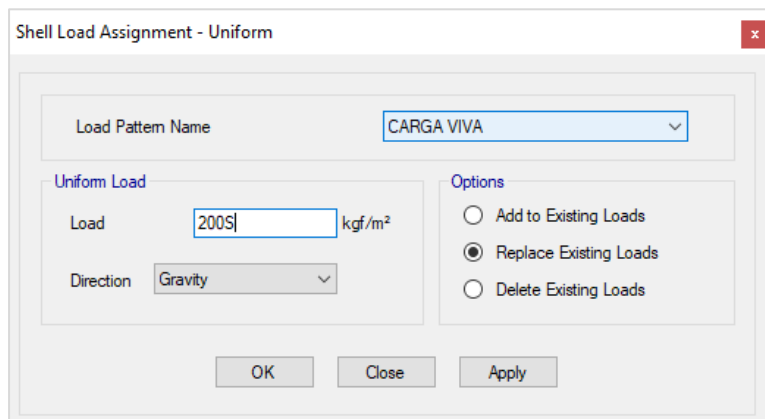 Shell Load Assignment - Uniform
x
Load Pattern Name CARGA VIVA
Uniform Load
Load 200S kgf/m²
Direction Gravity
Options
Add to Existing Loads
Replace Existing Loads
Delete Existing Loads
OK Close Apply